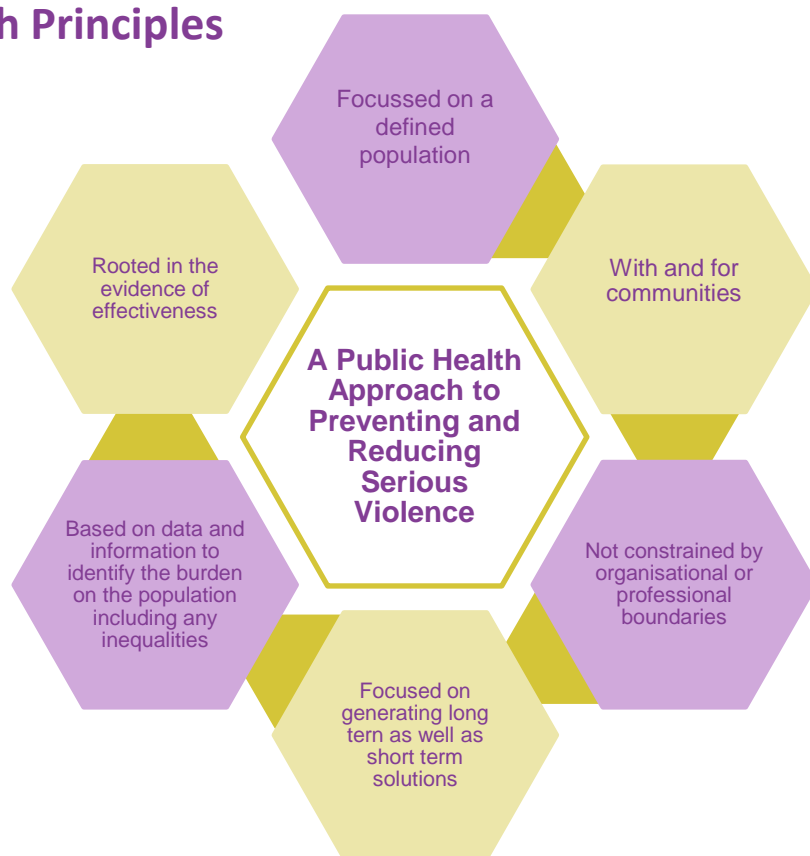 h Principles
Focussed on a
defined
population
With and for
communities
Not constrained by
organisational or
professional
boundaries
Focused on
generating long
tern as well as
short term
solutions
Based on data and
information to
identify the burden
on the population
including any
inequalities
Rooted in the
evidence of
effectiveness
A Public Health
Approach to
Preventing and
Reducing
Serious
Violence